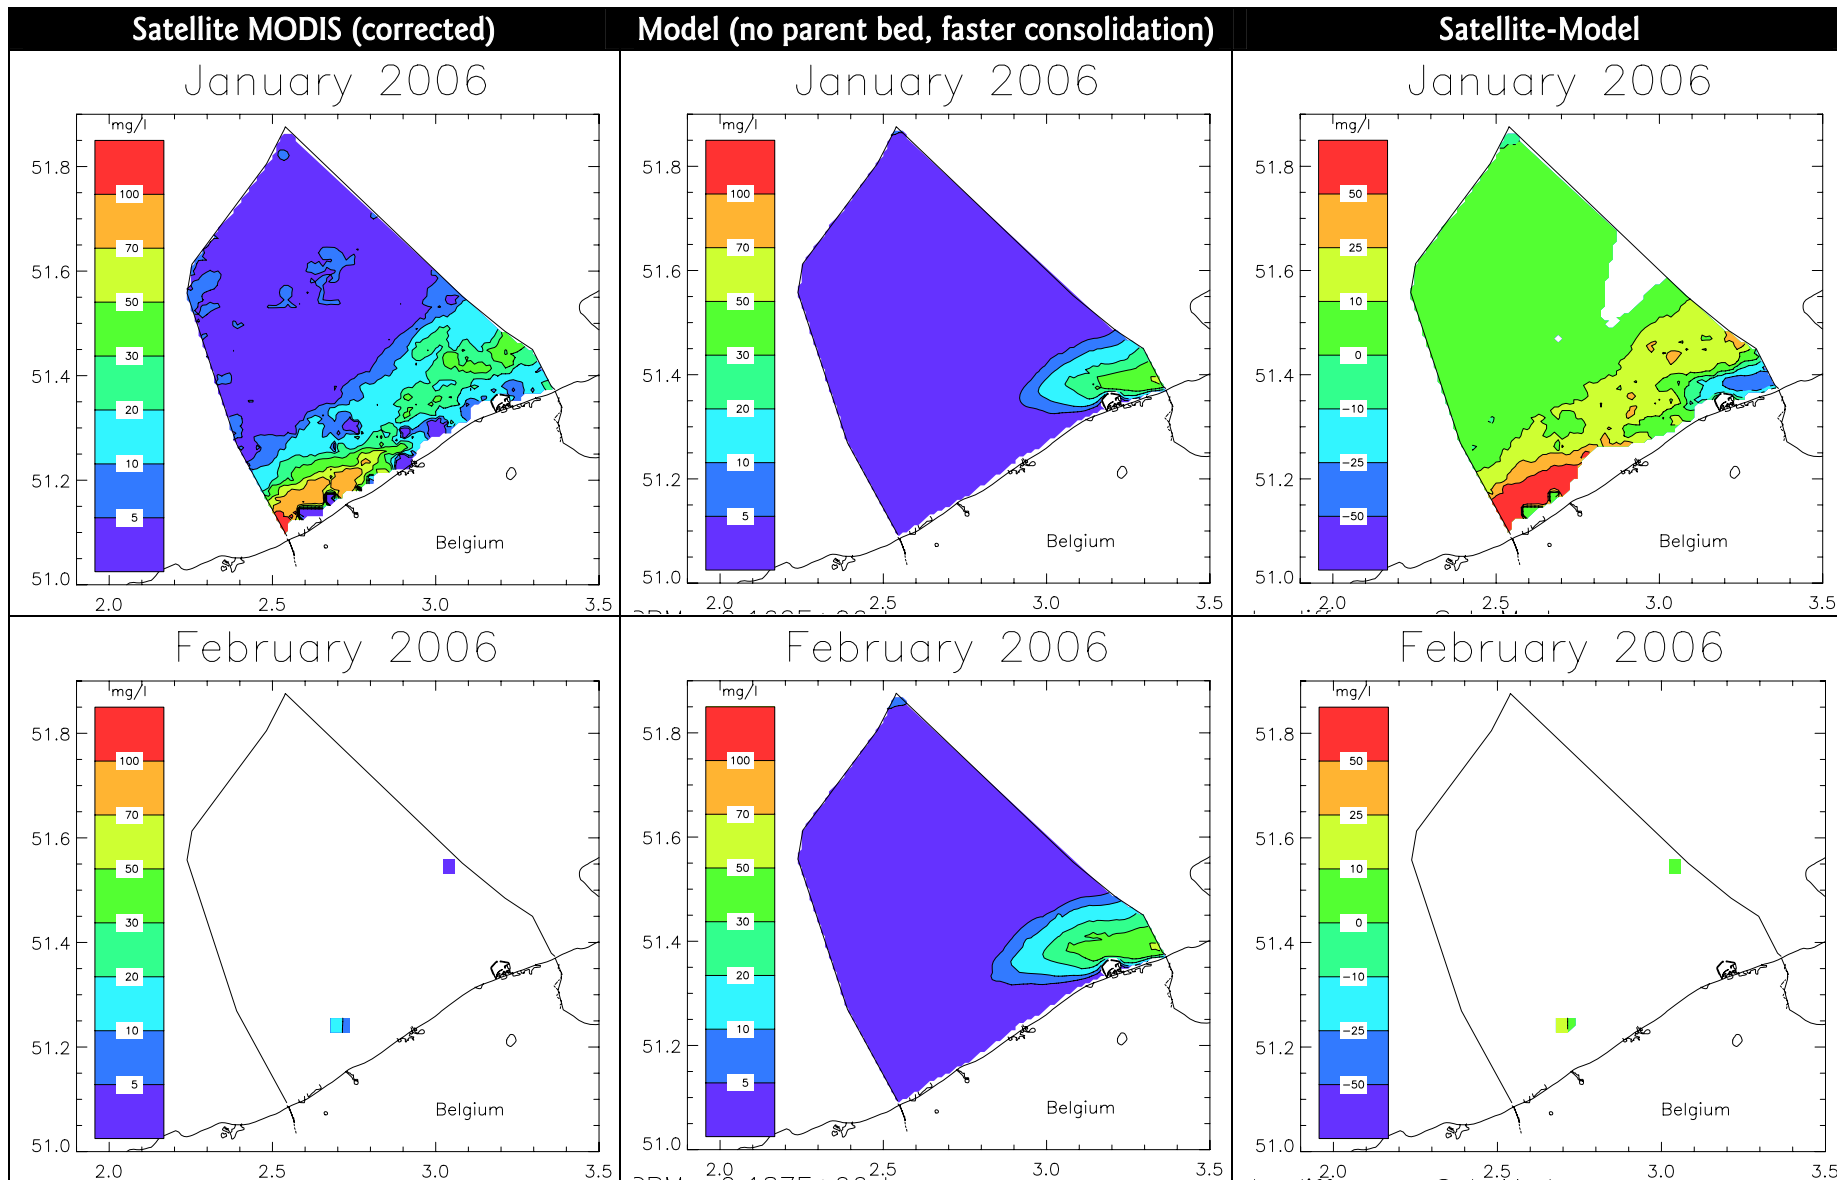 Satellite MODIS (corrected)
Model (no parent bed, faster consolidation)
Satellite-Model
January 2006
mg/l
100
70
50
30
20
10
5
51.8
51.6
51.4
51.2
51.0
2.0 2.5 3.0 3.5
Belgium
January 2006
mg/l
100
70
50
30
20
10
5
51.8
51.6
51.4
51.2
51.0
2.0 2.5 3.0 3.5
Belgium
January 2006
mg/l
50
25
10
0
-10
-25
-50
51.8
51.6
51.4
51.2
51.0
2.0 2.5 3.0 3.5
Belgium
February 2006
mg/l
100
70
50
30
20
10
5
51.8
51.6
51.4
51.2
51.0
2.0 2.5 3.0 3.5
Belgium
February 2006
mg/l
100
70
50
30
20
10
5
51.8
51.6
51.4
51.2
51.0
2.0 2.5 3.0 3.5
Belgium
February 2006
mg/l
50
25
10
0
-10
-25
-50
51.8
51.6
51.4
51.2
51.0
2.0 2.5 3.0 3.5
Belgium